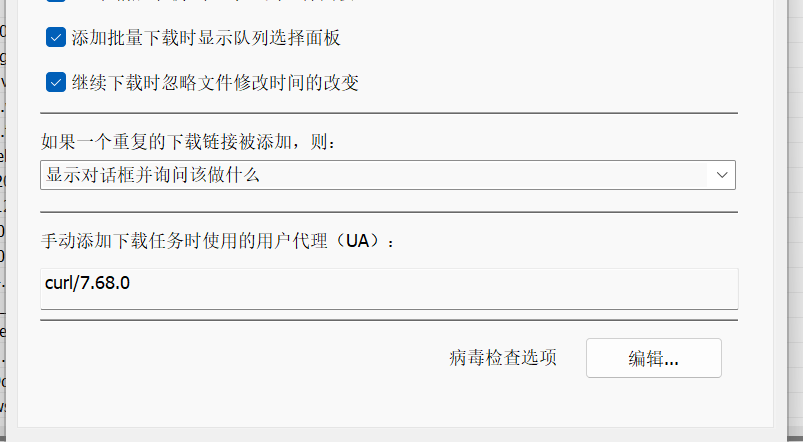 添加批量下载时显示队列选择面板
继续下载时忽略文件修改时间的改变
如果一个重复的下载链接被添加，则：
显示对话框并询问该做什么
手动添加下载任务时使用的用户代理（UA）：
curl/7.68.0
病毒检查选项
编辑...